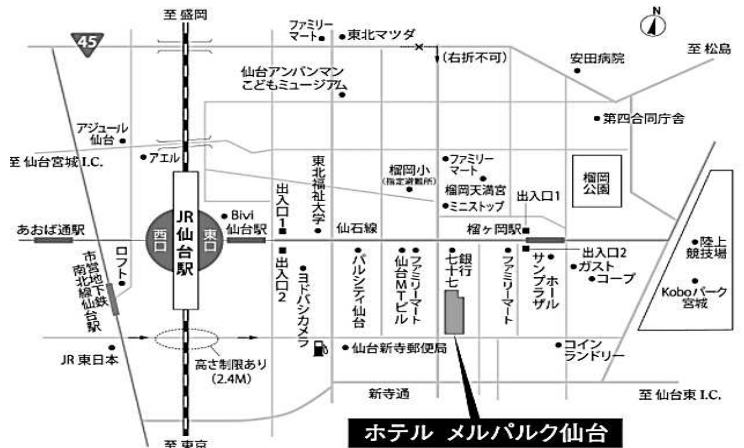 至 盛岡
N
45
ファミリー
マート
東北マツダ
(右折不可)
安田病院
至 松島
仙台アンパンマン
こどもミュージアム
アジュール
仙台
第四合同庁舎
至 仙台宮城 I.C.
アエル
東北福祉大学
榴岡小
(指定避難所)
ファミリー
マート
榴岡天満宮
ミニストップ
榴岡
公園
出入口1
出入口1
Bivi
仙台駅
あおば通駅
西口
JR仙台駅
東口
仙石線
榴ヶ岡駅
陸上
競技場
出入口2
出入口2
ロフト
市営地下鉄
南北線仙台駅
ヨドバシカメラ
パルシティ仙台
仙台MTビル
ファミリーマート
七十七
銀行
ファミリーマート
サンプラザ
ホール
ガスト
コープ
Koboパーク
宮城
JR 東日本
高さ制限あり
(2.4M)
仙台新寺郵便局
コイン
ランドリー
新寺通
至 仙台東 I.C.
至 東京
ホテル メルパルク仙台